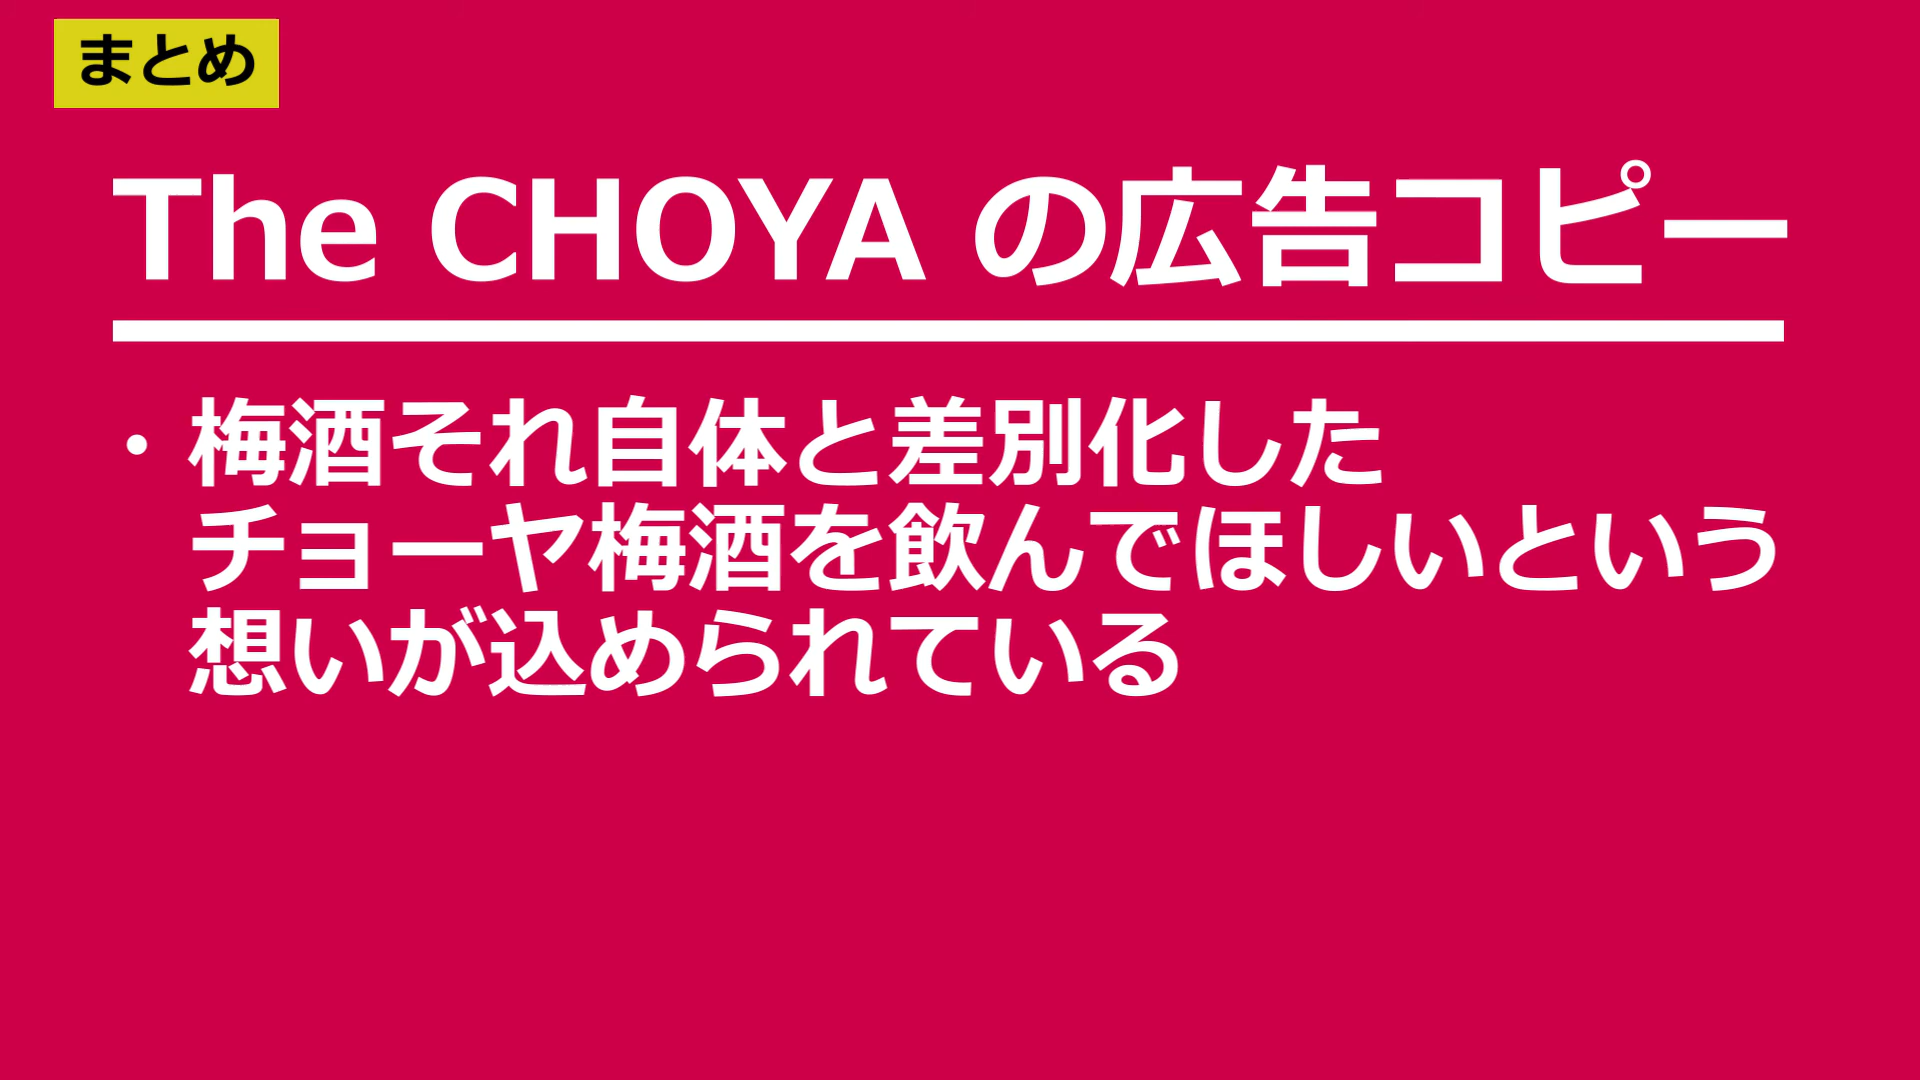 まとめ
The CHOYA の広告コピー
・梅酒それ自体と差別化した
チョーヤ梅酒を飲んでほしいという
想いが込められている